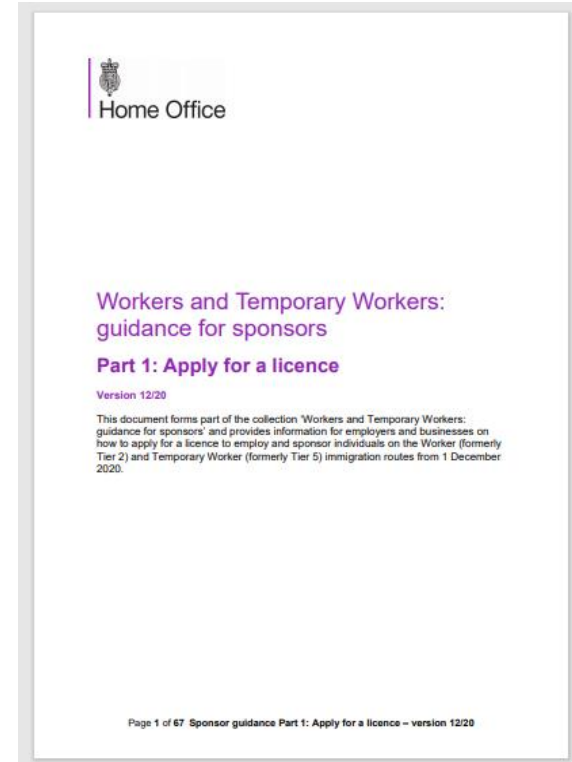 Home Office
Workers and Temporary Workers:
guidance for sponsors
Part 1: Apply for a licence
Version 12/20
This document forms part of the collection 'Workers and Temporary Workers:
guidance for sponsors' and provides information for employers and businesses on
how to apply for a licence to employ and sponsor individuals on the Worker (formerly
Tier 2) and Temporary Worker (formerly Tier 5) immigration routes from 1 December
2020.
Page 1 of 67 Sponsor guidance Part 1: Apply for a licence – version 12/20